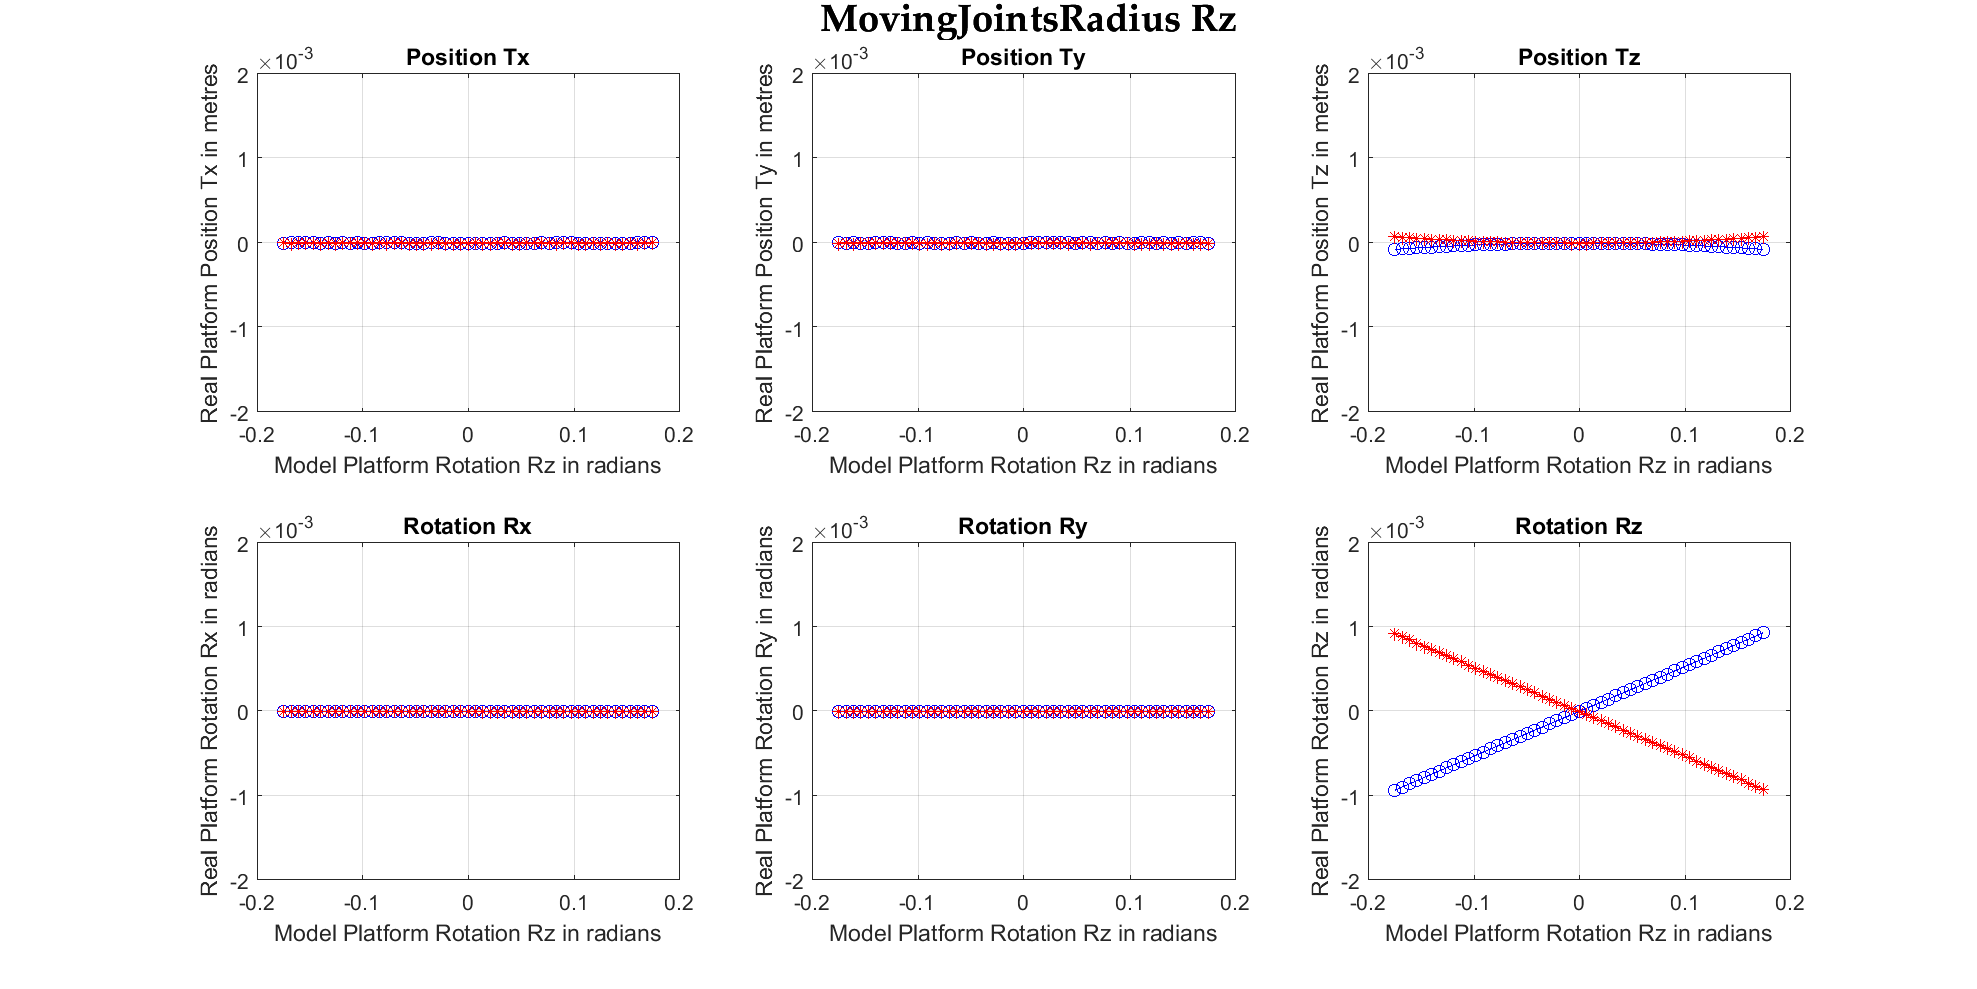 MovingJointsRadius Rz
Position Tx
Position Ty
Position Tz
×10-3
×10-3
×10-3
Real Platform Position Tx in metres
2
1
0
-1
-2
-0.2 -0.1 0 0.1 0.2
Model Platform Rotation Rz in radians
Real Platform Position Ty in metres
2
1
0
-1
-2
-0.2 -0.1 0 0.1 0.2
Model Platform Rotation Rz in radians
Real Platform Position Tz in metres
2
1
0
-1
-2
-0.2 -0.1 0 0.1 0.2
Model Platform Rotation Rz in radians
Rotation Rx
Rotation Ry
Rotation Rz
×10-3
×10-3
×10-3
Real Platform Rotation Rx in radians
2
1
0
-1
-2
-0.2 -0.1 0 0.1 0.2
Model Platform Rotation Rz in radians
Real Platform Rotation Ry in radians
2
1
0
-1
-2
-0.2 -0.1 0 0.1 0.2
Model Platform Rotation Rz in radians
Real Platform Rotation Rz in radians
2
1
0
-1
-2
-0.2 -0.1 0 0.1 0.2
Model Platform Rotation Rz in radians